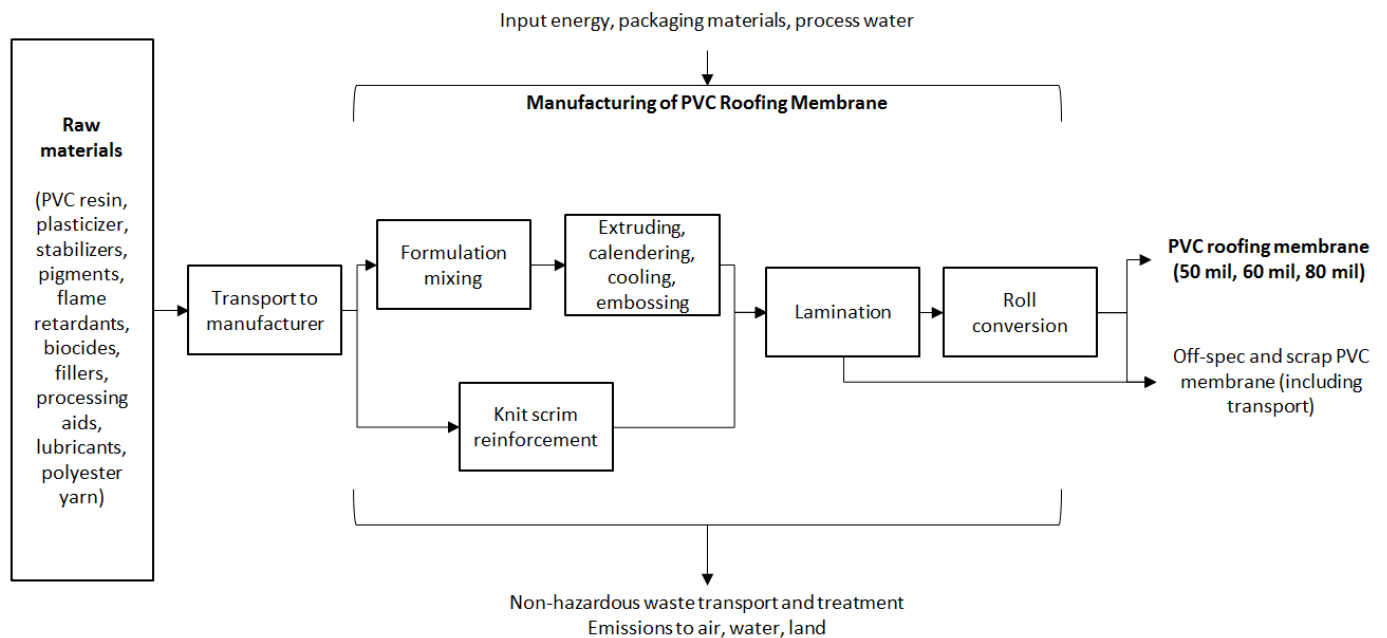 Input energy, packaging materials, process water
Manufacturing of PVC Roofing Membrane
Raw
materials
(PVC resin,
plasticizer,
stabilizers,
pigments,
flame
retardants,
biocides,
fillers,
processing
aids,
lubricants,
polyester
yarn)
Transport to
manufacturer
Formulation
mixing
Extruding,
calendering,
cooling,
embossing
Knit scrim
reinforcement
Lamination
Roll
conversion
PVC roofing membrane
(50 mil, 60 mil, 80 mil)
Off-spec and scrap PVC
membrane (including
transport)
Non-hazardous waste transport and treatment
Emissions to air, water, land